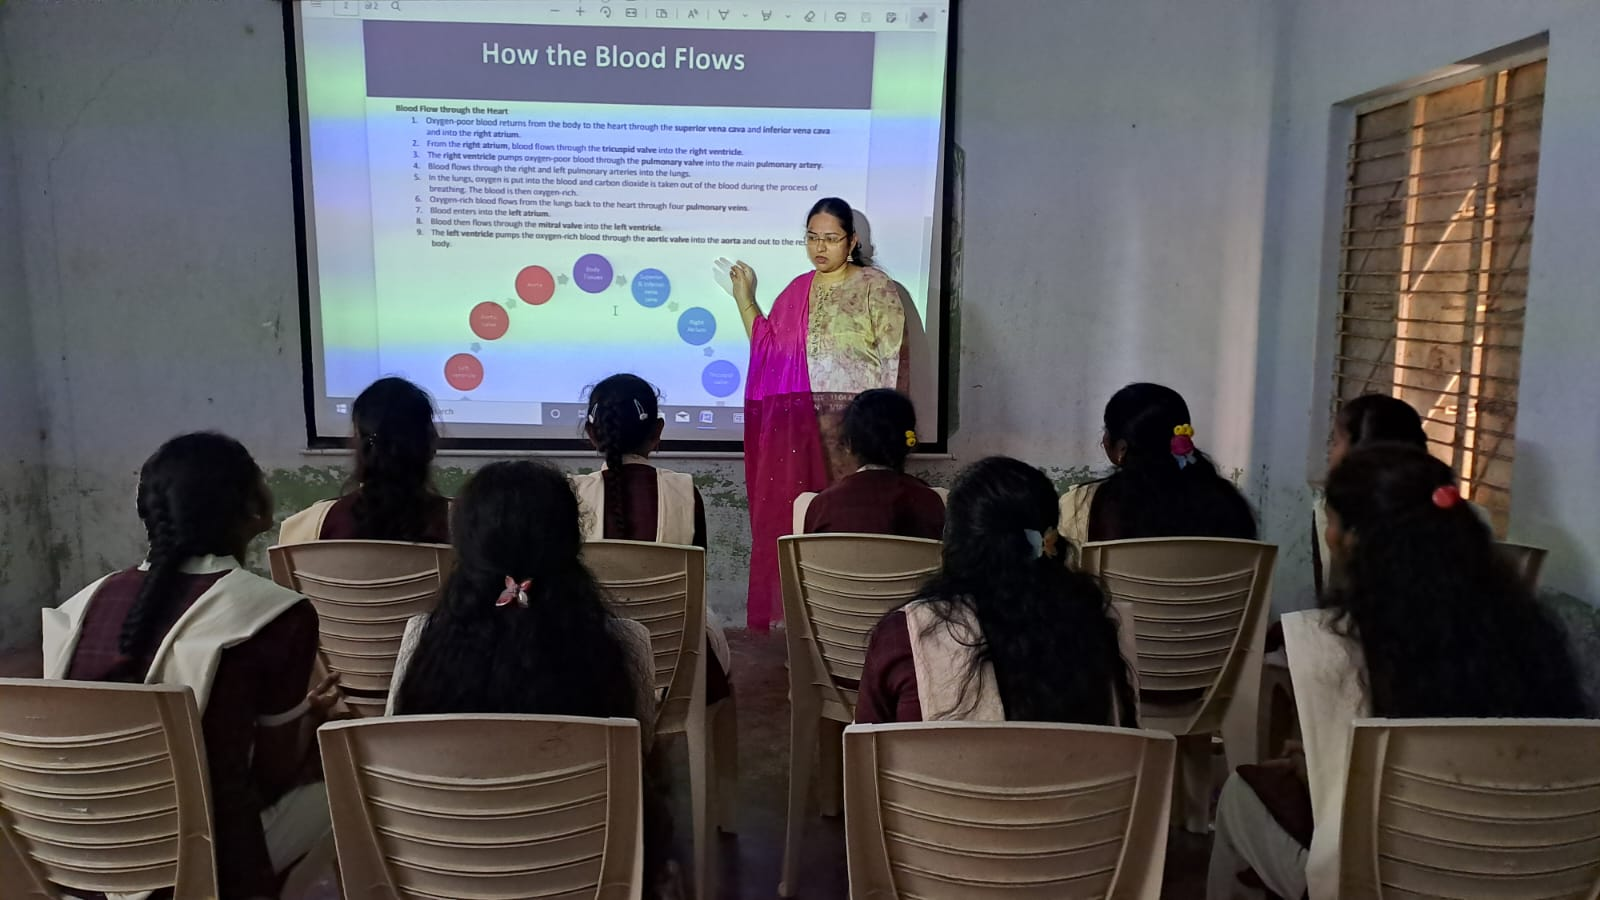 2 of 2
How the Blood Flows
Blood Flow through the Heart
1. Oxygen-poor blood returns from the body to the heart through the superior vena cava and inferior vena cava
and into the right atrium.
2. From the right atrium, blood flows through the tricuspid valve into the right ventricle.
3. The right ventricle pumps oxygen-poor blood through the pulmonary valve into the main pulmonary artery.
4. Blood flows through the right and left pulmonary arteries into the lungs.
5. In the lungs, oxygen is put into the blood and carbon dioxide is taken out of the blood during the process of
breathing. The blood is then oxygen-rich.
6. Oxygen-rich blood flows from the lungs back to the heart through four pulmonary veins.
7. Blood enters into the left atrium.
8. Blood then flows through the mitral valve into the left ventricle.
9. The left ventricle pumps the oxygen-rich blood through the aortic valve into the aorta and out to the
body.
Body
Tissues
Aorta
Superior
& Inferior
vena
Right
Atrium
valve
Left
ventricle
Tricuspid
valve
arch
11:04